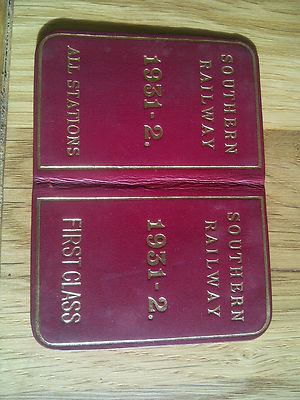 SOUTHERN
RAILWAY
1931-2.
ALL STATIONS
SOUTHERN
RAILWAY
1931-2.
FIRST CLASS